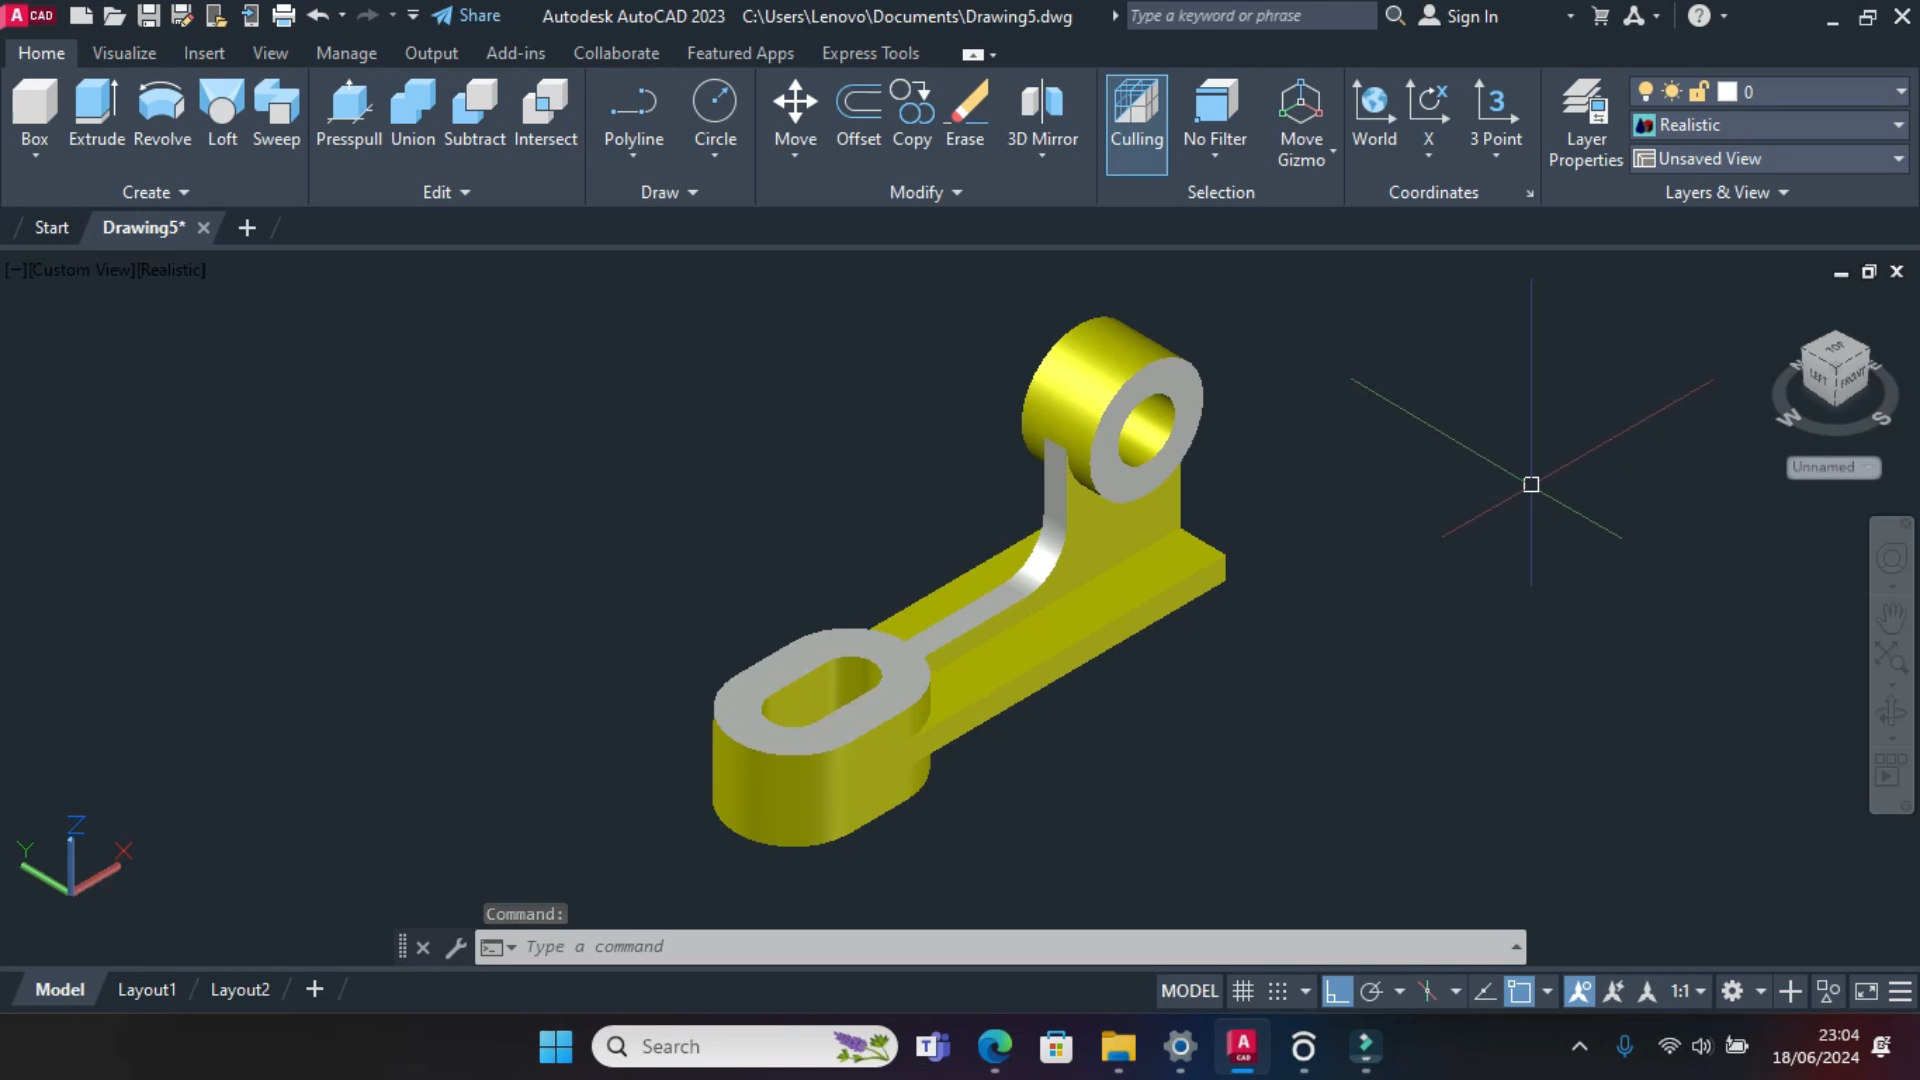 A CAD Share Autodesk AutoCAD 2023 C:\Users\Lenovo\Documents\Drawing5.dwg Type a keyword or phrase Sign In
Home Visualize Insert View Manage Output Add-ins Collaborate Featured Apps Express Tools
Box Extrude Revolve Loft Sweep Presspull Union Subtract Intersect Polyline Circle Move Offset Copy Erase 3D Mirror Culling No Filter Move Gizmo World X 3 Point Layer Properties
0
Realistic
Unsaved View
Create Edit Draw Modify Selection Coordinates Layers & View
Start Drawing5*
[−][Custom View][Realistic]
TOP
LEFT FRONT
N E
W S
Unnamed
Z
Y X
Command:
Type a command
Model Layout1 Layout2 MODEL 1:1
Search
23:04
18/06/2024